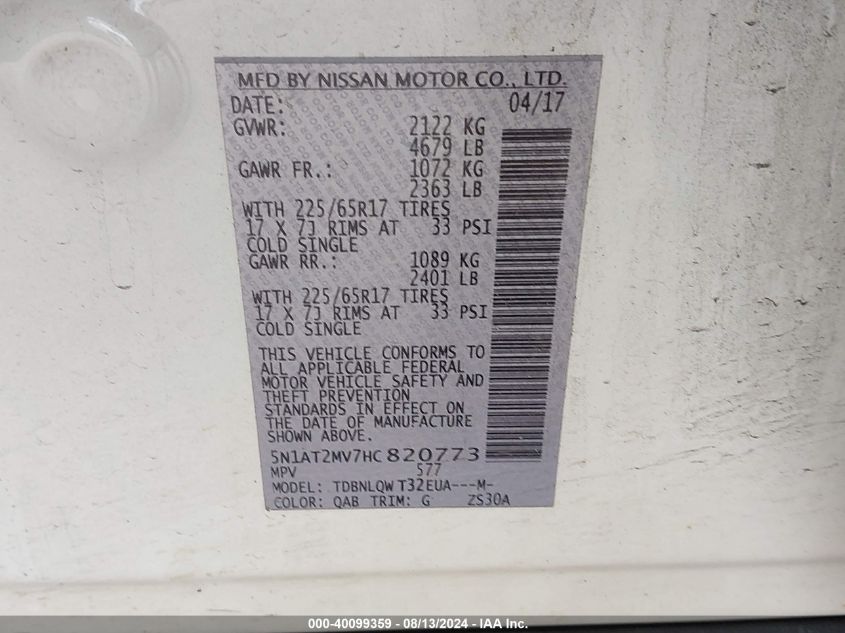 MFD BY NISSAN MOTOR CO., LTD.
DATE: 04/17
GVWR: 2122 KG
4679 LB
GAWR FR.: 1072 KG
2363 LB
WITH 225/65R17 TIRES
17 X 7J RIMS AT 33 PSI
COLD SINGLE
GAWR RR.: 1089 KG
2401 LB
WITH 225/65R17 TIRES
17 X 7J RIMS AT 33 PSI
COLD SINGLE
THIS VEHICLE CONFORMS TO
ALL APPLICABLE FEDERAL
MOTOR VEHICLE SAFETY AND
THEFT PREVENTION
STANDARDS IN EFFECT ON
THE DATE OF MANUFACTURE
SHOWN ABOVE.
5N1AT2MV7HC 820773
MPV 577
MODEL: TDBNLQW T32EUA---M-
COLOR: QAB TRIM: G ZS30A
000-40099359 - 08/13/2024 - IAA Inc.